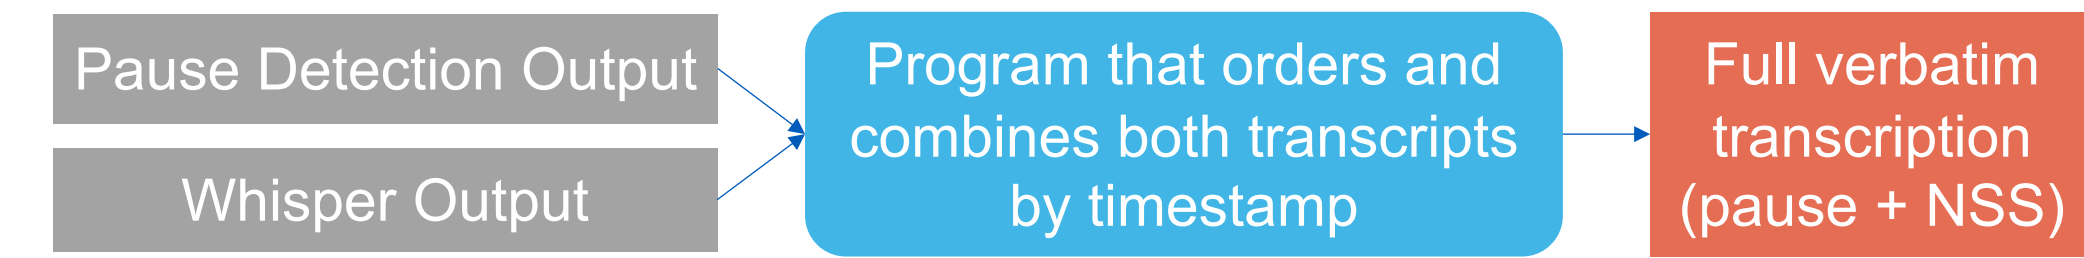 Pause Detection Output
Whisper Output
Program that orders and
combines both transcripts
by timestamp
Full verbatim
transcription
(pause + NSS)